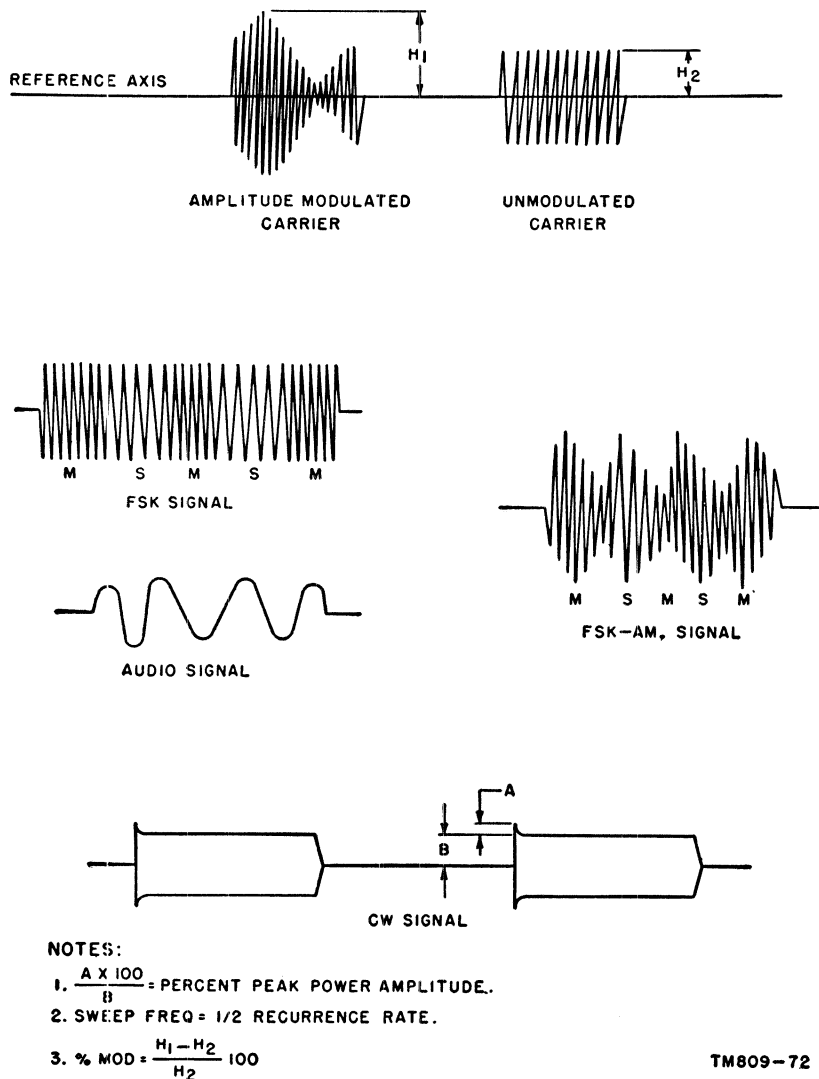 H1
H2
REFERENCE AXIS
AMPLITUDE MODULATED
CARRIER
UNMODULATED
CARRIER
M S M S M
FSK SIGNAL
M S M S M
FSK-AM, SIGNAL
AUDIO SIGNAL
A
B
CW SIGNAL
NOTES:
1. A X 100 / B = PERCENT PEAK POWER AMPLITUDE.
2. SWEEP FREQ = 1/2 RECURRENCE RATE.
3. % MOD = H1-H2 / H2 100
TM809-72